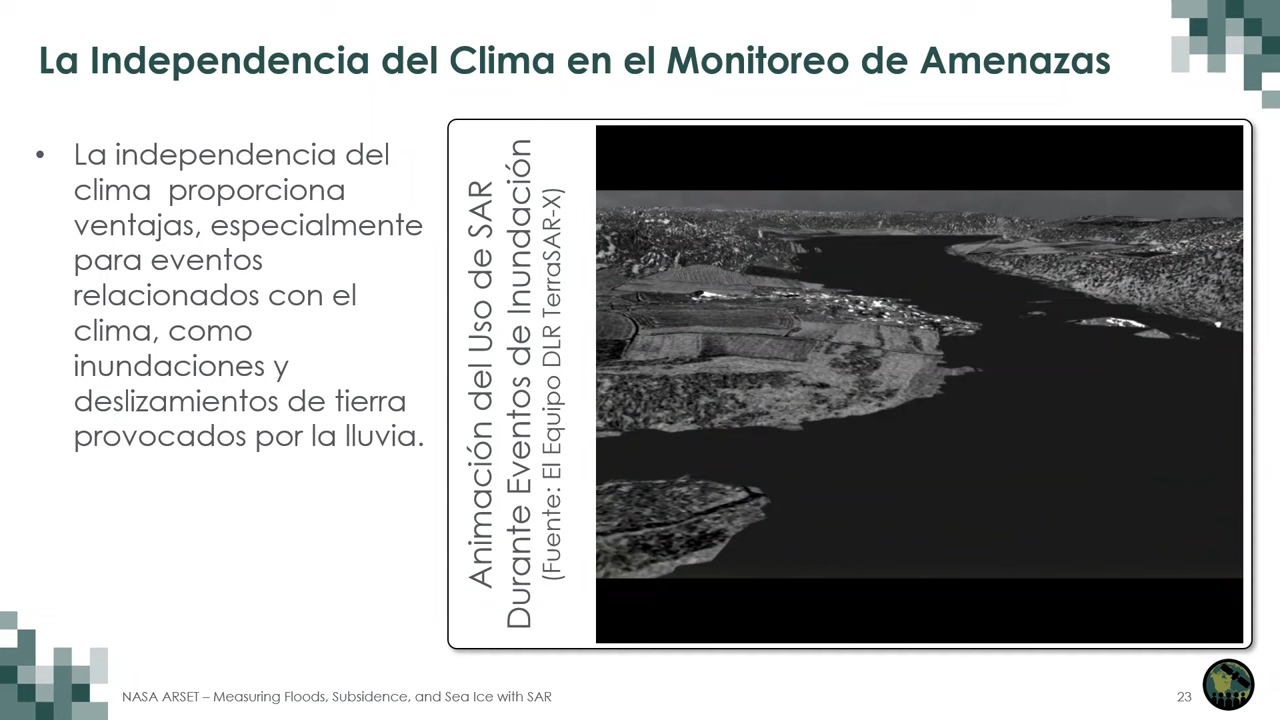 La Independencia del Clima en el Monitoreo de Amenazas
• La independencia del
clima proporciona
ventajas, especialmente
para eventos
relacionados con el
clima, como
inundaciones y
deslizamientos de tierra
provocados por la lluvia.
Animación del Uso de SAR
Durante Eventos de Inundación
(Fuente: El Equipo DLR TerraSAR-X)
NASA ARSET – Measuring Floods, Subsidence, and Sea Ice with SAR
23